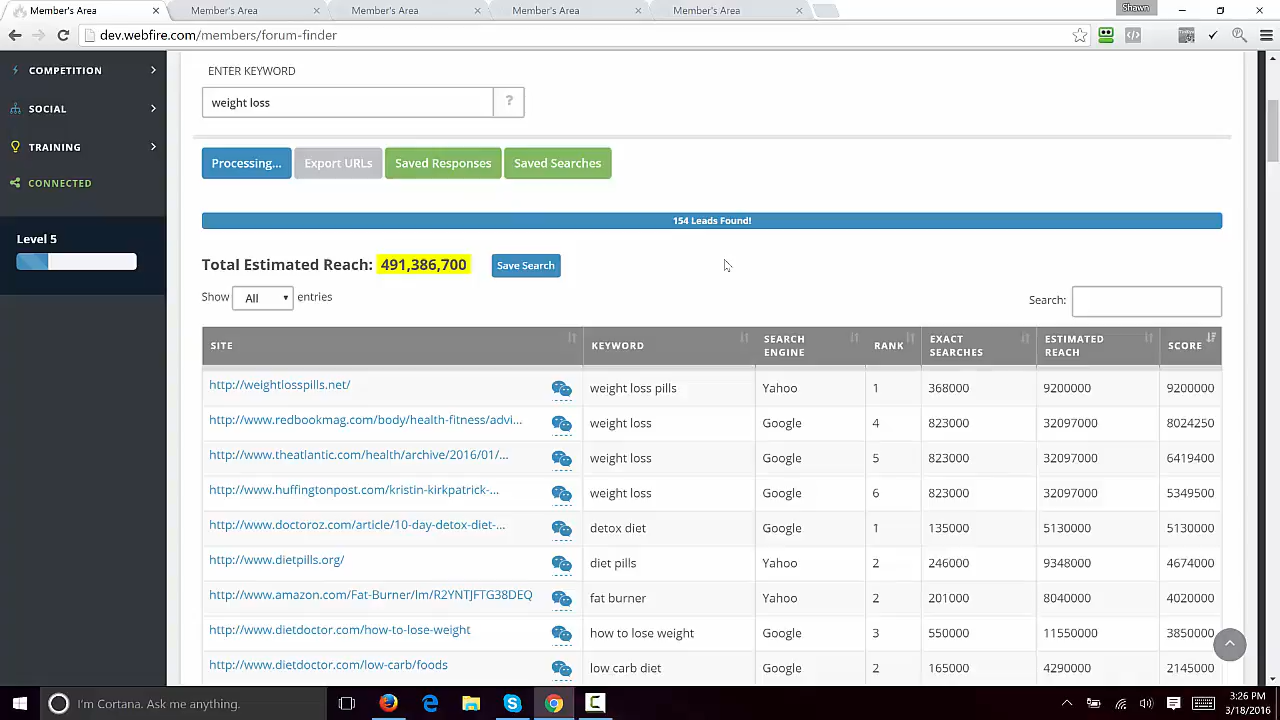 Member's Area
Member's Area
Member's Area
Member's Area
Member's Area
Shawn
dev.webfire.com/members/forum-finder
COMPETITION
SOCIAL
TRAINING
CONNECTED
Level 5
ENTER KEYWORD
weight loss
?
Processing...
Export URLs
Saved Responses
Saved Searches
154 Leads Found!
Total Estimated Reach: 491,386,700
Save Search
Show All entries
Search:
SITE KEYWORD SEARCH ENGINE RANK EXACT SEARCHES ESTIMATED REACH SCORE
http://weightlosspills.net/ weight loss pills Yahoo 1 368000 9200000 9200000
http://www.redbookmag.com/body/health-fitness/advi... weight loss Google 4 823000 32097000 8024250
http://www.theatlantic.com/health/archive/2016/01/... weight loss Google 5 823000 32097000 6419400
http://www.huffingtonpost.com/kristin-kirkpatrick-... weight loss Google 6 823000 32097000 5349500
http://www.doctoroz.com/article/10-day-detox-diet-... detox diet Google 1 135000 5130000 5130000
http://www.dietpills.org/ diet pills Yahoo 2 246000 9348000 4674000
http://www.amazon.com/Fat-Burner/lm/R2YNTJFTG38DEQ fat burner Yahoo 2 201000 8040000 4020000
http://www.dietdoctor.com/how-to-lose-weight how to lose weight Google 3 550000 11550000 3850000
http://www.dietdoctor.com/low-carb/foods low carb diet Google 2 165000 4290000 2145000
I'm Cortana. Ask me anything.
3:26 PM
3/18/2016